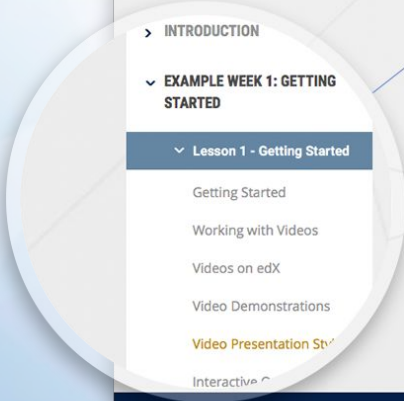 INTRODUCTION
EXAMPLE WEEK 1: GETTING
STARTED
Lesson 1 - Getting Started
Getting Started
Working with Videos
Videos on edX
Video Demonstrations
Video Presentation
Interactive